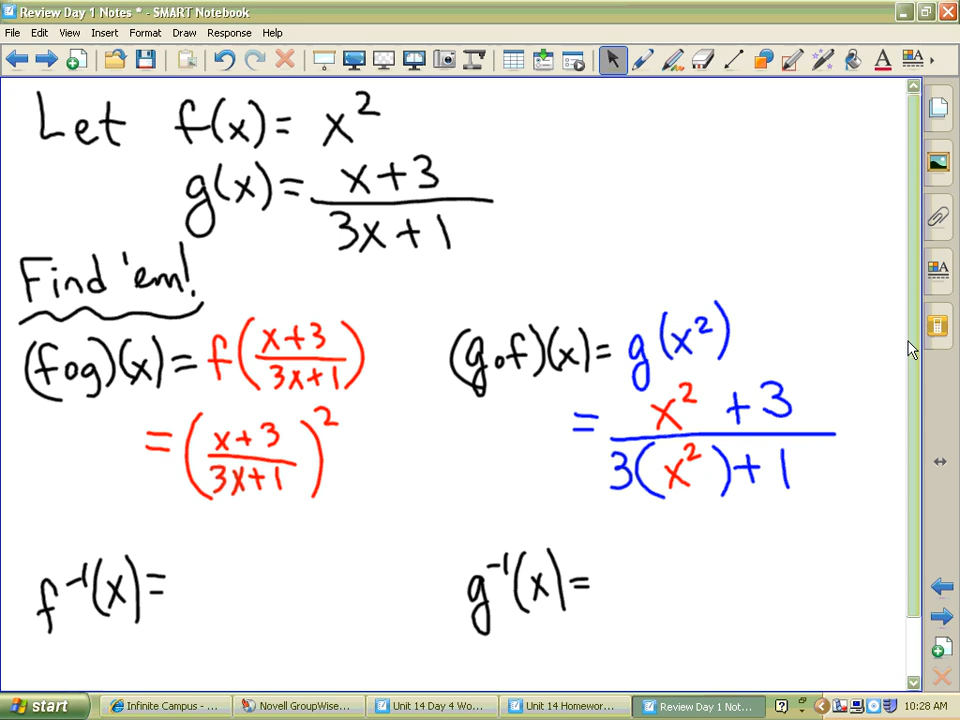 Review Day 1 Notes * - SMART Notebook
File Edit View Insert Format Draw Response Help
Let f(x) = x²
g(x) = x+3
3x+1
Find 'em!
(f∘g)(x) = f(x+3 / 3x+1)
= (x+3 / 3x+1)²
(g∘f)(x) = g(x²)
= x² + 3
3(x²) + 1
f⁻¹(x) =
g⁻¹(x) =
start Infinite Campus - ... Novell GroupWise... Unit 14 Day 4 Wo... Unit 14 Homewor... Review Day 1 Not... 10:28 AM